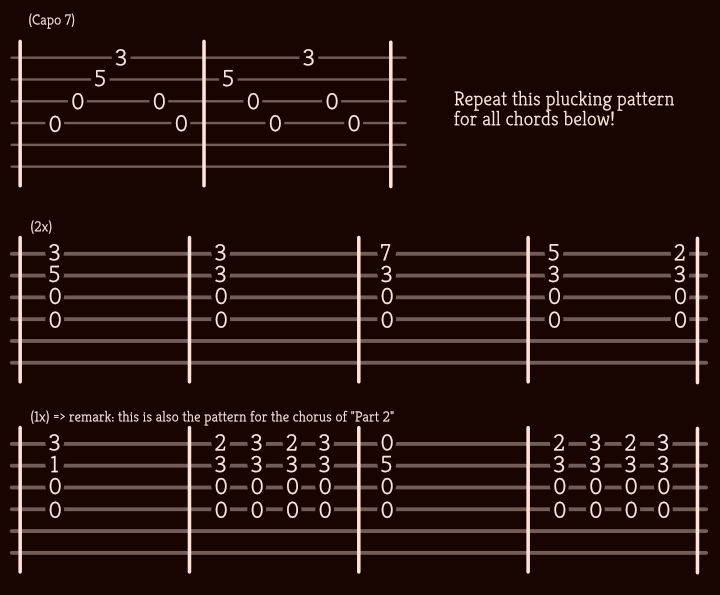 (Capo 7)
3 3
5 5
0 0 0 0
0 0 0 0
Repeat this plucking pattern
for all chords below!
(2x)
3 3 7 5 2
5 3 3 3 3
0 0 0 0 0
0 0 0 0 0
(1x) => remark: this is also the pattern for the chorus of "Part 2"
3 2 3 2 3 0 2 3 2 3
1 3 3 3 3 5 3 3 3 3
0 0 0 0 0 0 0 0 0 0
0 0 0 0 0 0 0 0 0 0